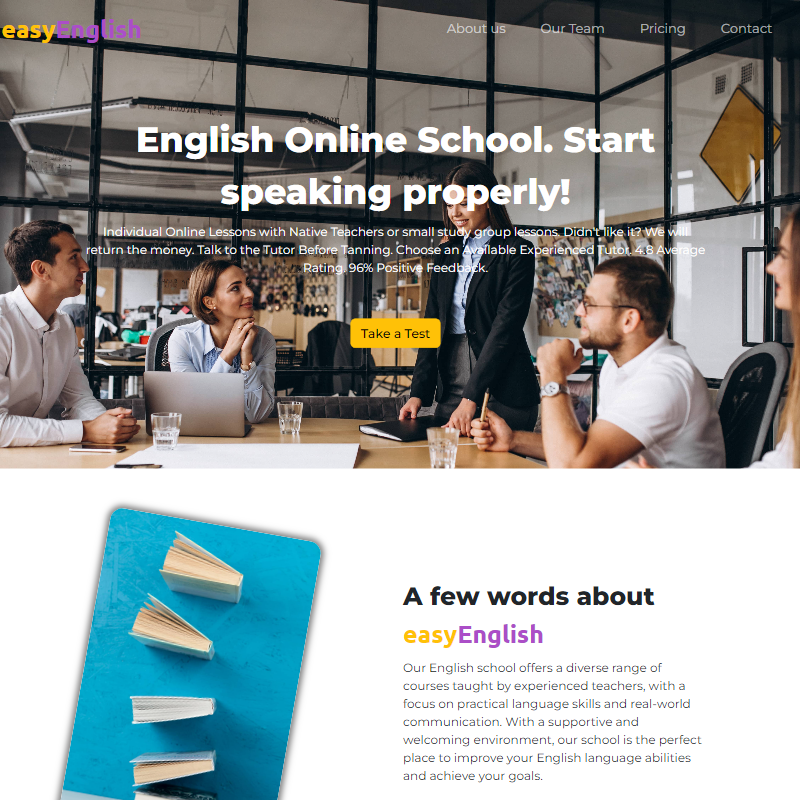 easyEnglish
About us
Our Team
Pricing
Contact
English Online School. Start
speaking properly!
Individual Online Lessons with Native Teachers or small study group lessons. Didn't like it? We will
return the money. Talk to the Tutor Before Tanning. Choose an Available Experienced Tutor. 4.8 Average
Rating. 96% Positive Feedback.
Take a Test
A few words about
easyEnglish
Our English school offers a diverse range of
courses taught by experienced teachers, with a
focus on practical language skills and real-world
communication. With a supportive and
welcoming environment, our school is the perfect
place to improve your English language abilities
and achieve your goals.